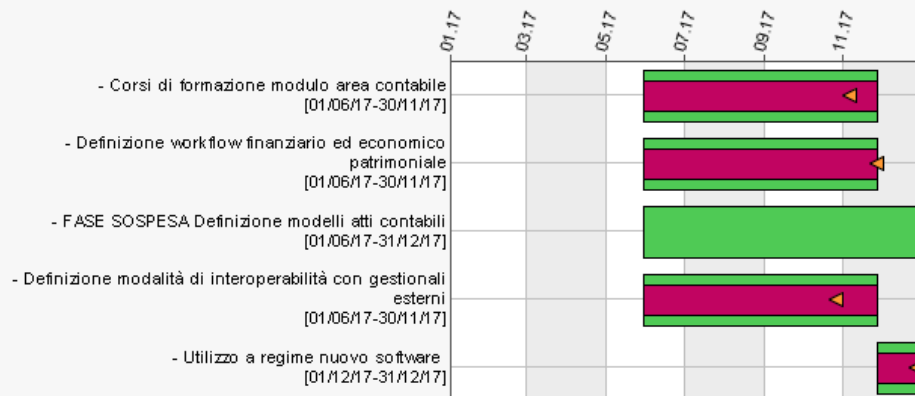 01.17
03.17
05.17
07.17
09.17
11.17
- Corsi di formazione modulo area contabile
[01/06/17-30/11/17]
- Definizione workflow finanziario ed economico
patrimoniale
[01/06/17-30/11/17]
- FASE SOSPESA Definizione modelli atti contabili
[01/06/17-31/12/17]
- Definizione modalità di interoperabilità con gestionali
esterni
[01/06/17-30/11/17]
- Utilizzo a regime nuovo software
[01/12/17-31/12/17]